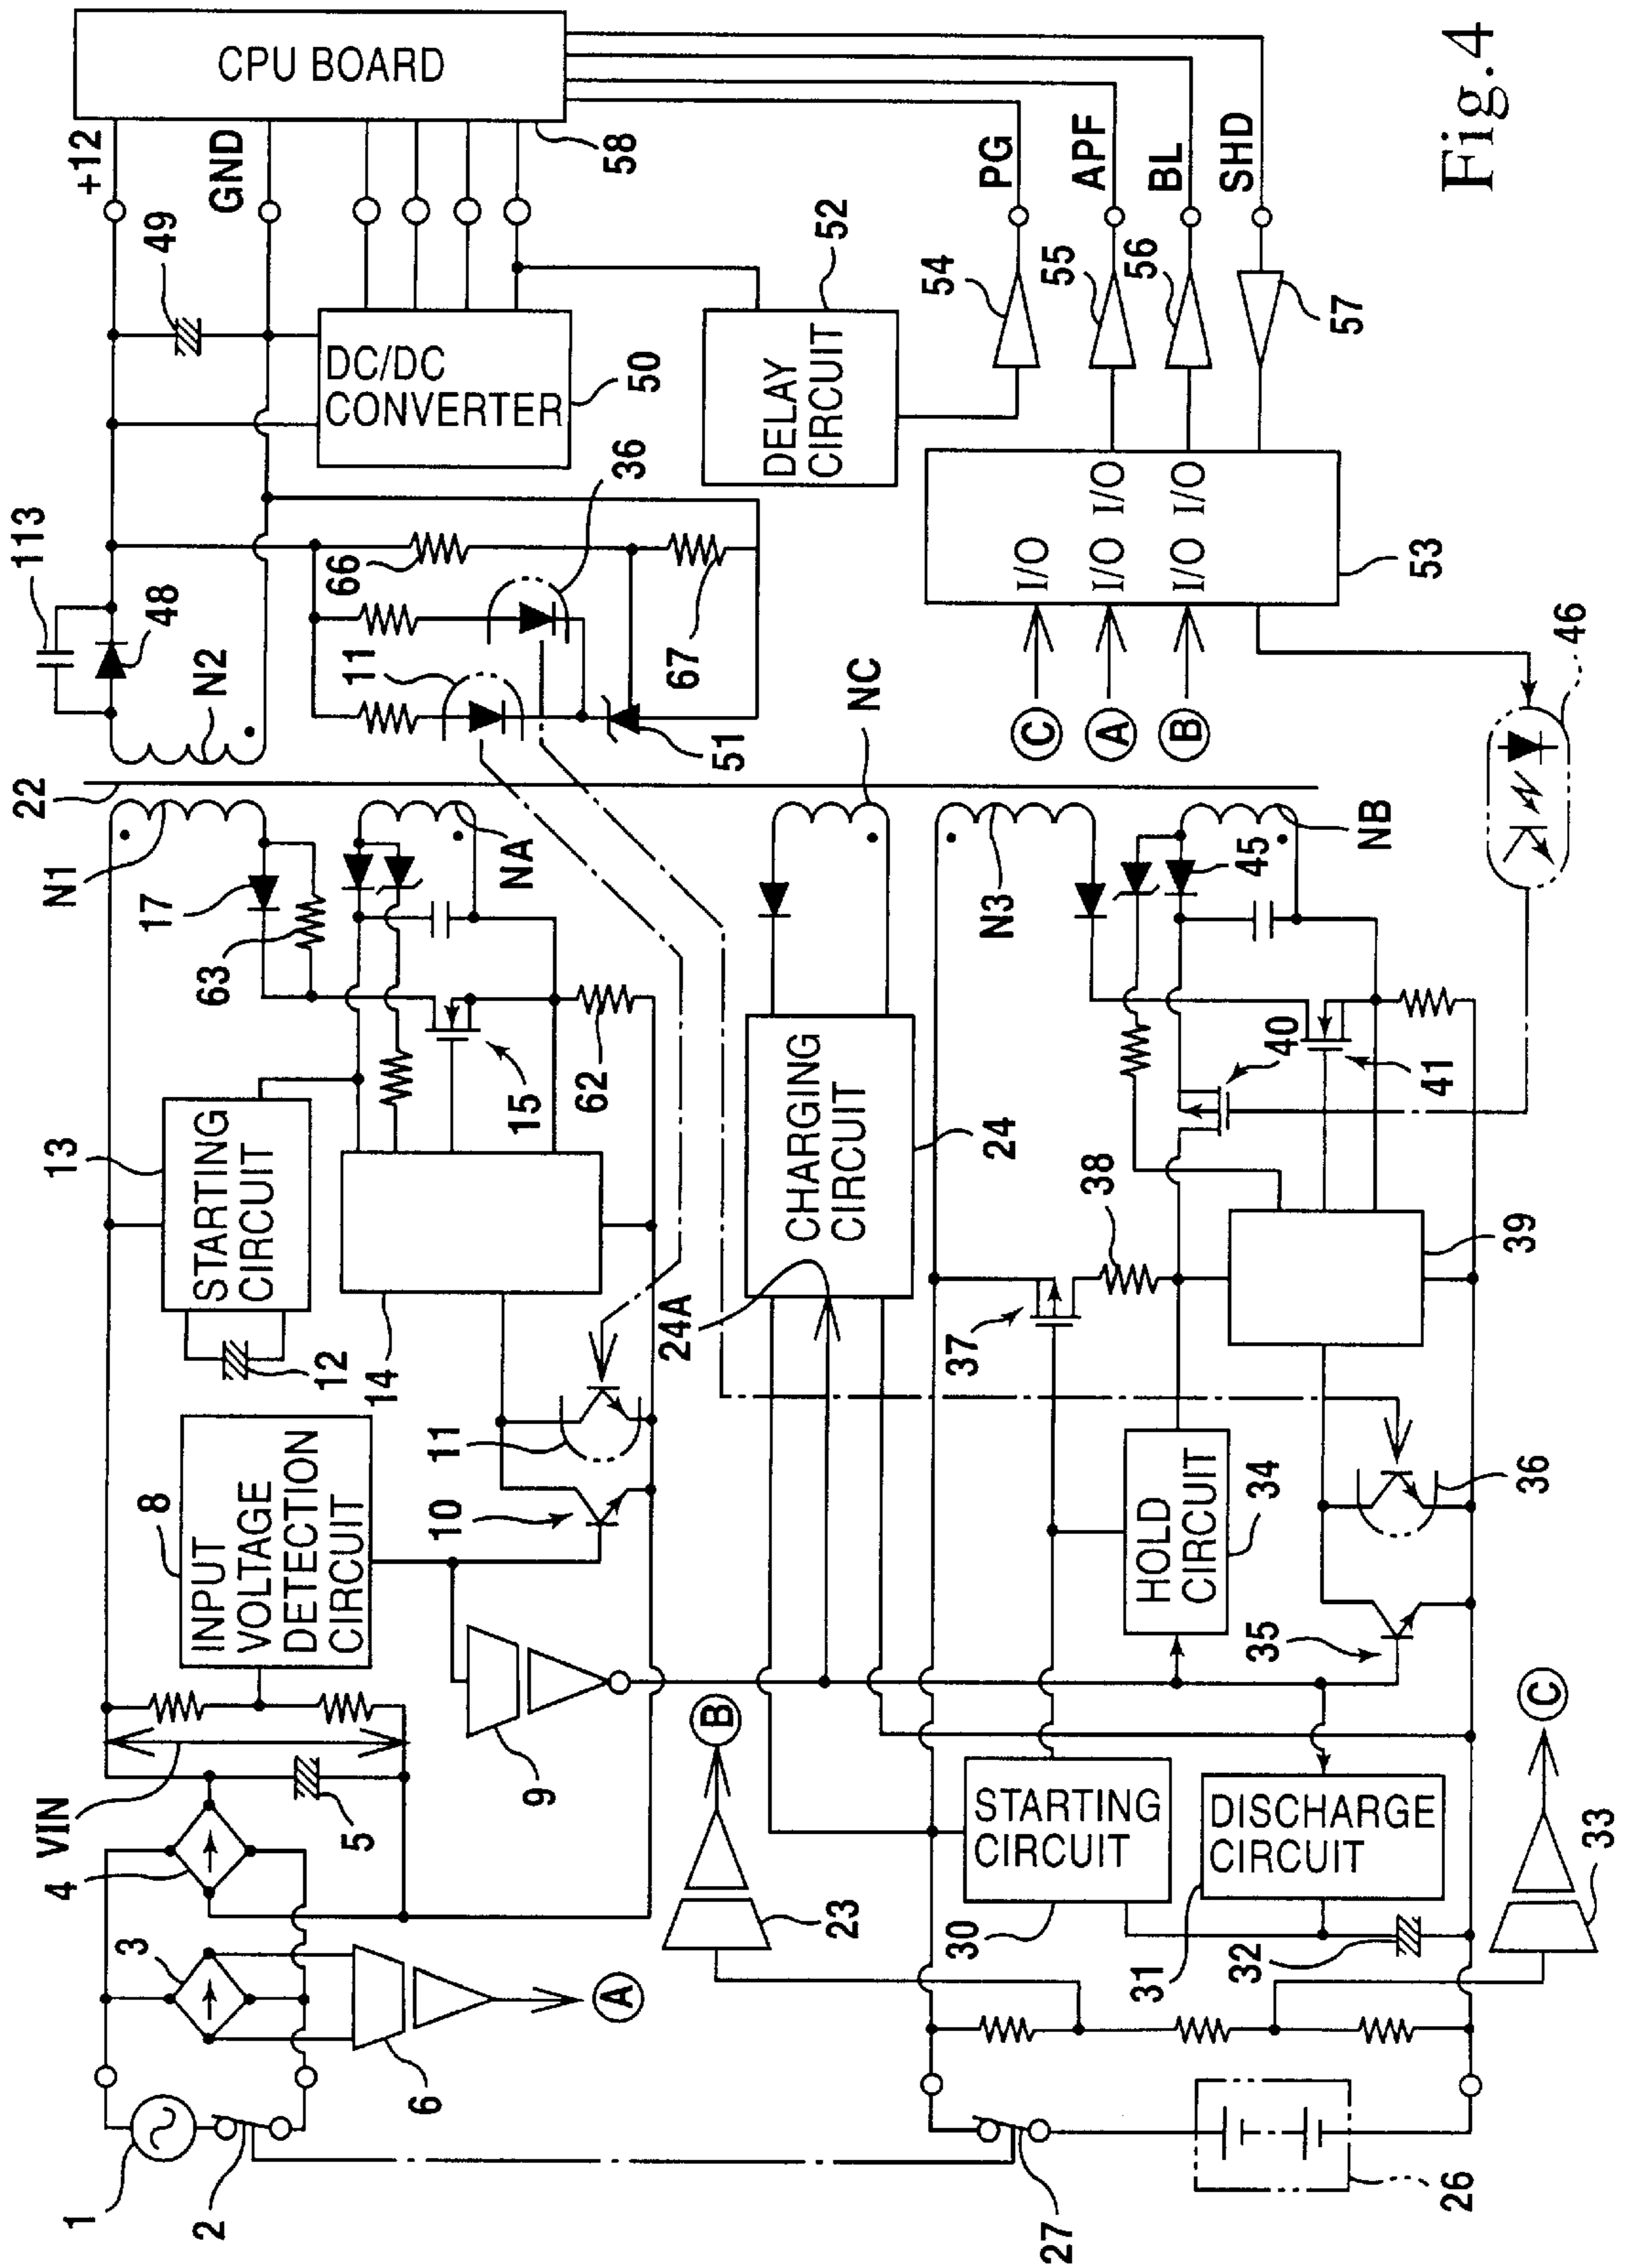 Fig.4
1
2
3
4
VIN
5
6
A
8
INPUT
VOLTAGE
DETECTION
CIRCUIT
9
10
11
12
13
STARTING
CIRCUIT
14
15
62
63
17
N1
22
NA
N2
113
48
+12
49
GND
CPU BOARD
58
DC/DC
CONVERTER
50
66
36
11
67
51
DELAY
CIRCUIT
52
54
PG
55
APF
56
BL
57
SHD
I/O
I/O I/O
I/O I/O
53
C
A
B
46
NC
CHARGING
CIRCUIT
24
24A
N3
NB
45
40
41
37
38
39
HOLD
CIRCUIT
34
35
36
B
23
STARTING
CIRCUIT
30
DISCHARGE
CIRCUIT
31
32
33
C
27
26